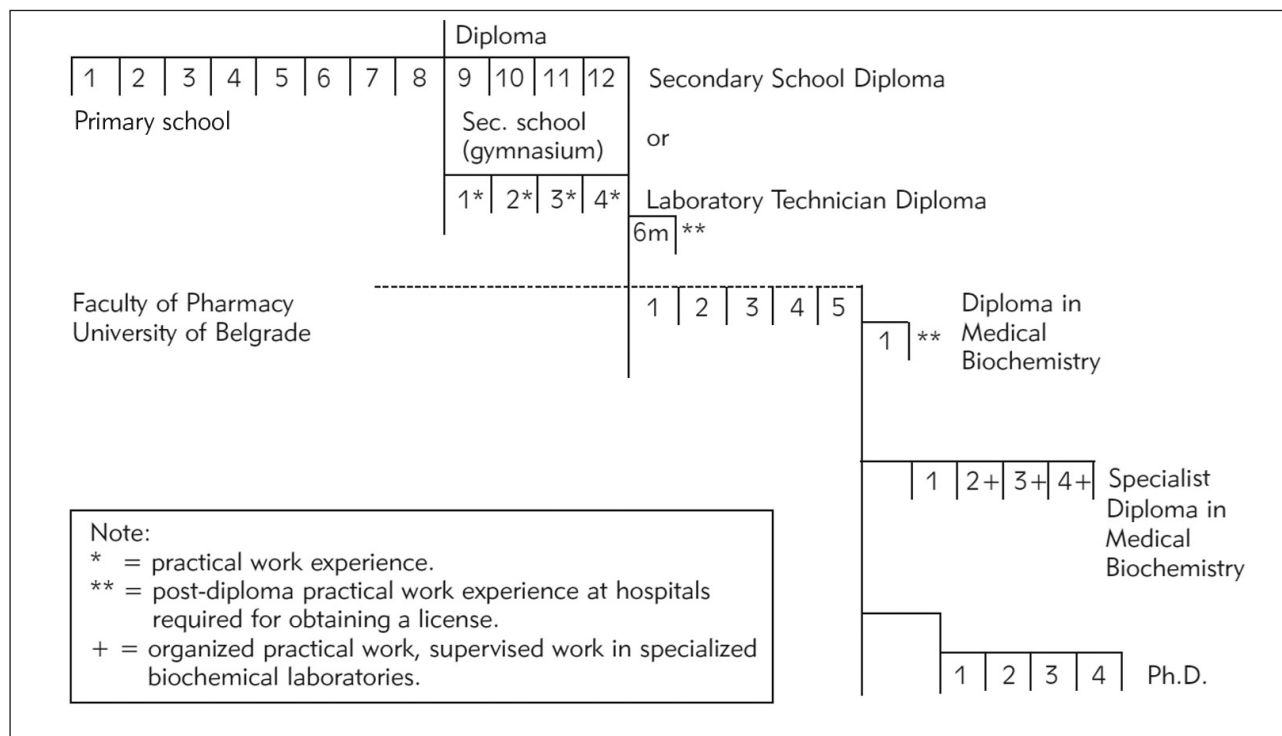 Diploma
1 2 3 4 5 6 7 8 9 10 11 12 Secondary School Diploma
Primary school
Sec. school
(gymnasium)
or
1* 2* 3* 4* Laboratory Technician Diploma
6m **
Faculty of Pharmacy
University of Belgrade
1 2 3 4 5
1 **
Diploma in
Medical
Biochemistry
1 2+ 3+ 4+
Specialist
Diploma in
Medical
Biochemistry
Note:
* = practical work experience.
** = post-diploma practical work experience at hospitals
required for obtaining a license.
+ = organized practical work, supervised work in specialized
biochemical laboratories.
1 2 3 4 Ph.D.